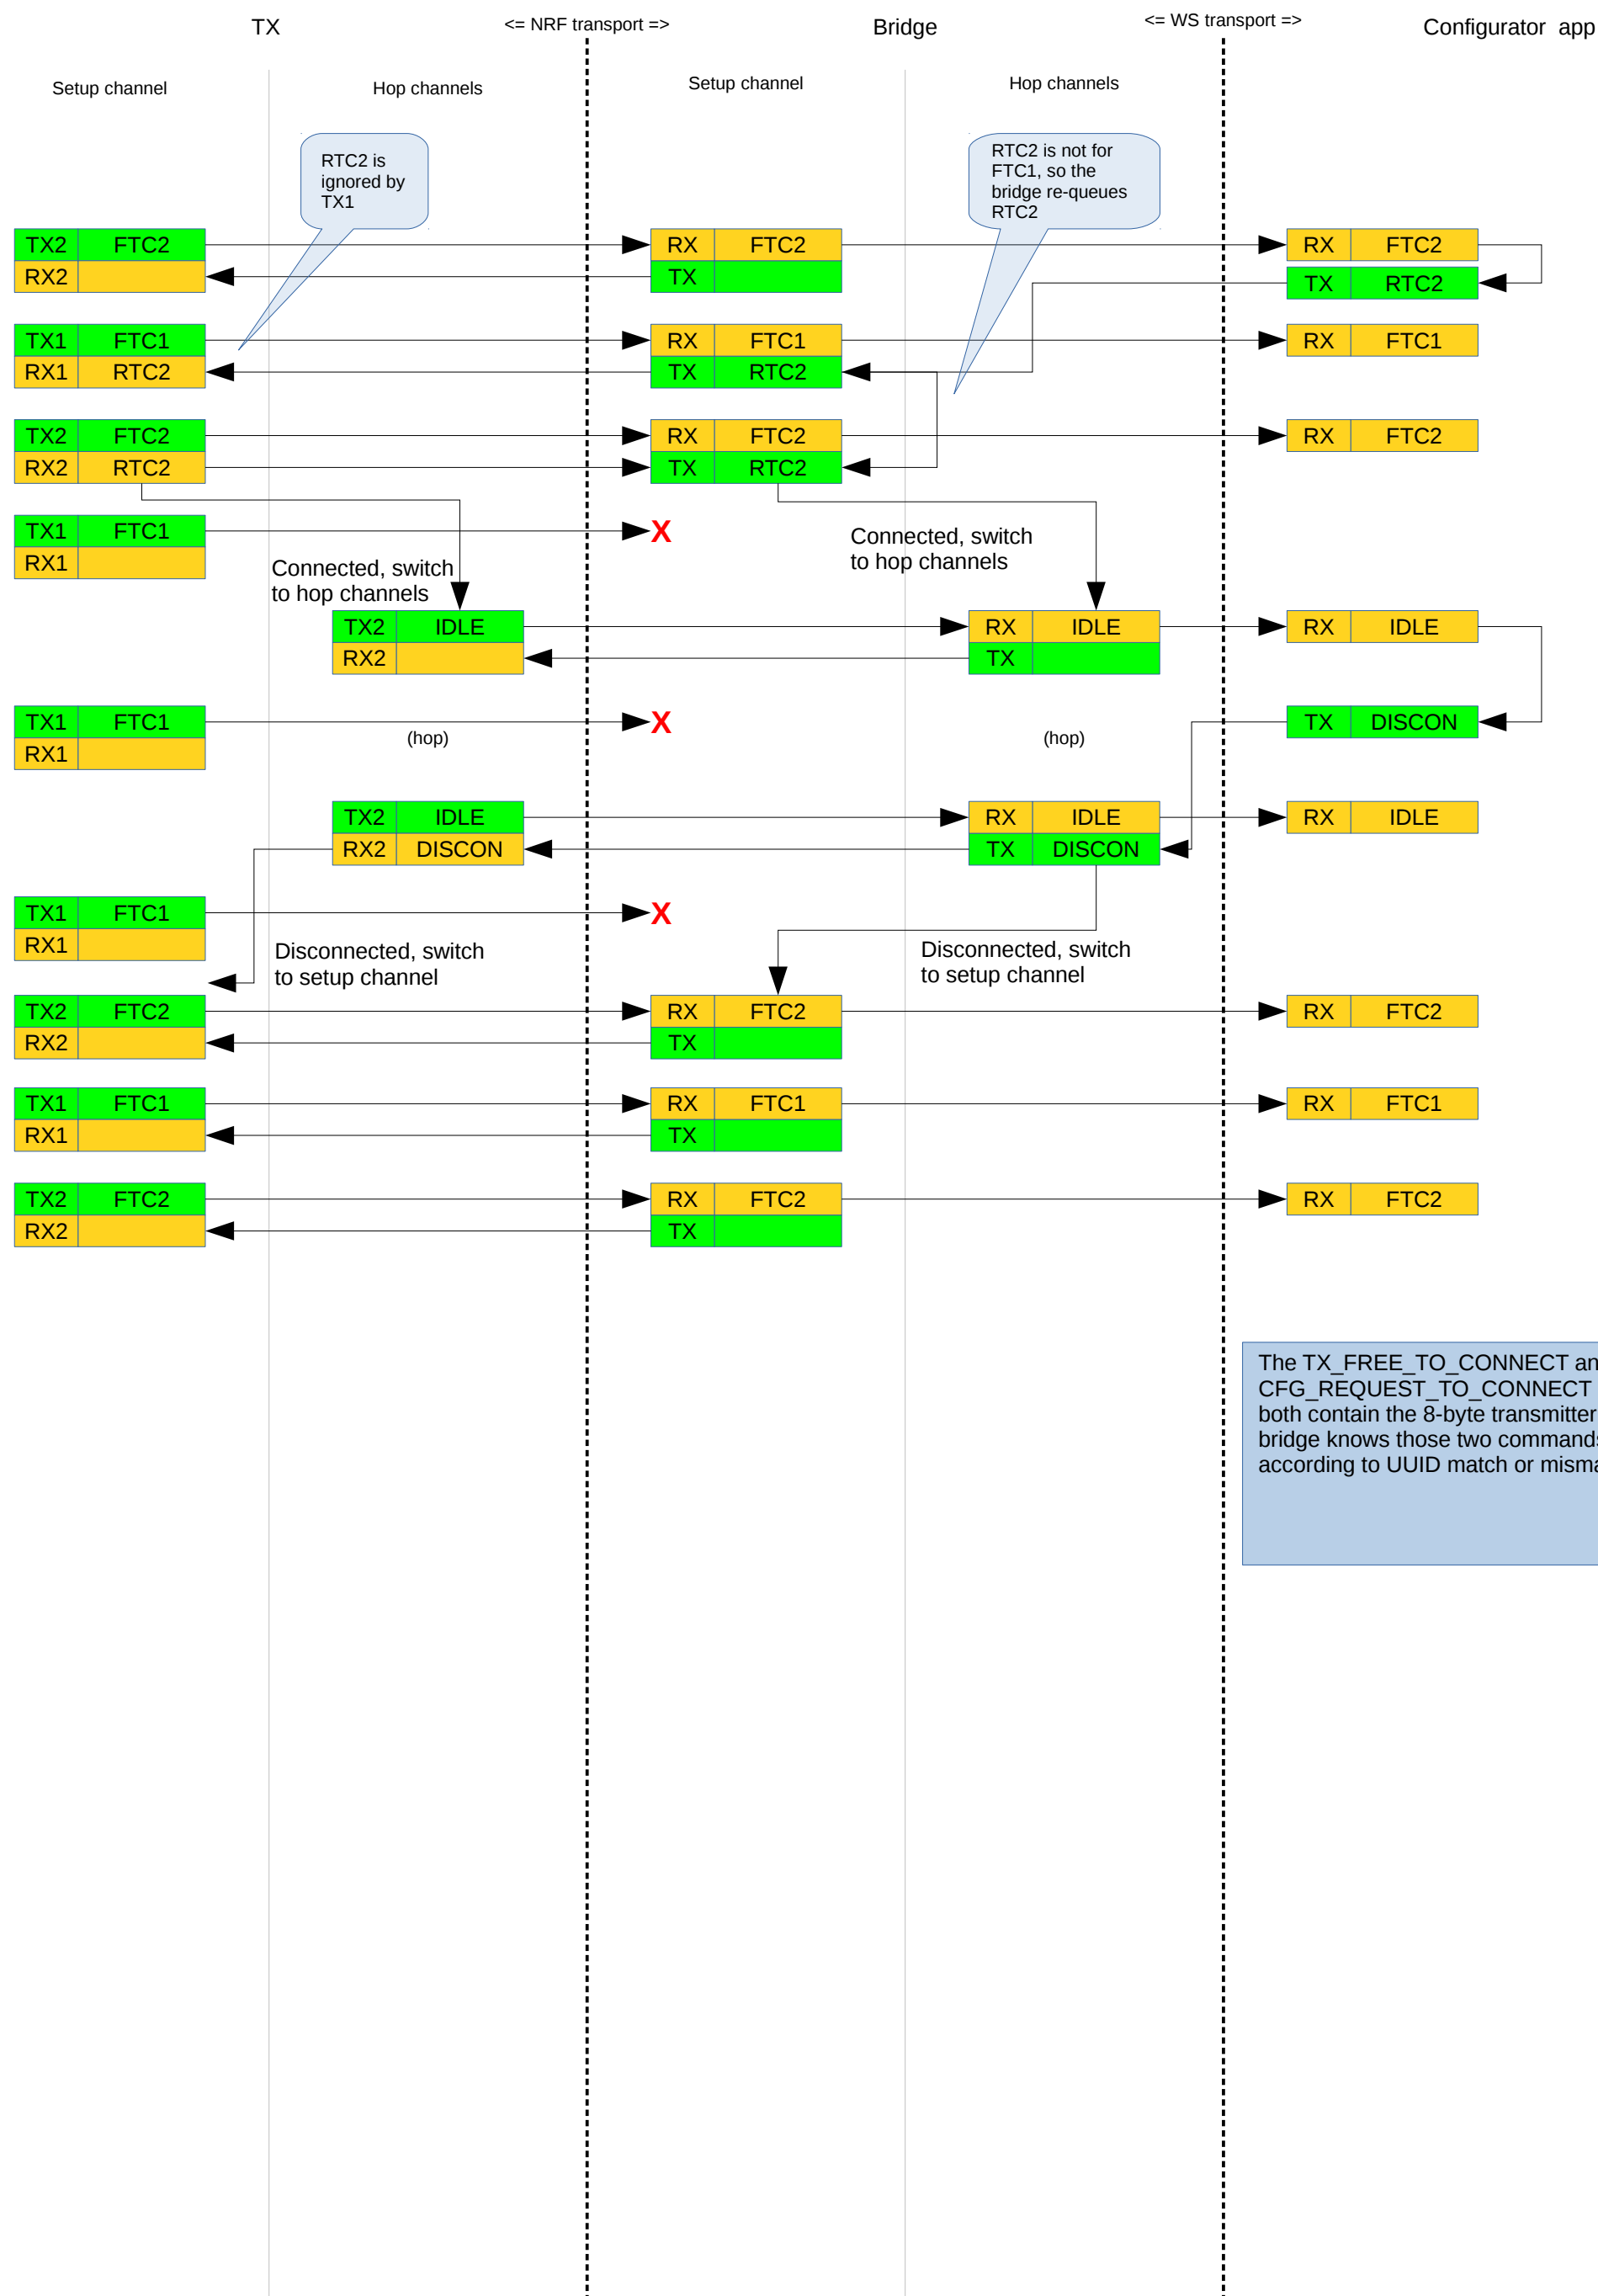 TX
<= NRF transport =>
Bridge
<= WS transport =>
Configurator app
Setup channel
Hop channels
Setup channel
Hop channels
RTC2 is
ignored by
TX1
RTC2 is not for
FTC1, so the
bridge re-queues
RTC2
TX2 FTC2
RX FTC2
RX FTC2
RX2
TX
TX RTC2
TX1 FTC1
RX FTC1
RX FTC1
RX1 RTC2
TX RTC2
TX2 FTC2
RX FTC2
RX FTC2
RX2 RTC2
TX RTC2
TX1 FTC1
X
RX1
Connected, switch
to hop channels
Connected, switch
to hop channels
TX2 IDLE
RX IDLE
RX IDLE
RX2
TX
TX1 FTC1
X
TX DISCON
RX1
(hop)
(hop)
TX2 IDLE
RX IDLE
RX IDLE
RX2 DISCON
TX DISCON
TX1 FTC1
X
RX1
Disconnected, switch
to setup channel
Disconnected, switch
to setup channel
TX2 FTC2
RX FTC2
RX FTC2
RX2
TX
TX1 FTC1
RX FTC1
RX FTC1
RX1
TX
TX2 FTC2
RX FTC2
RX FTC2
RX2
TX
The TX_FREE_TO_CONNECT
CFG_REQUEST_TO_CONNECT
both contain the 8-byte transmitter
bridge knows those two
according to UUID match or